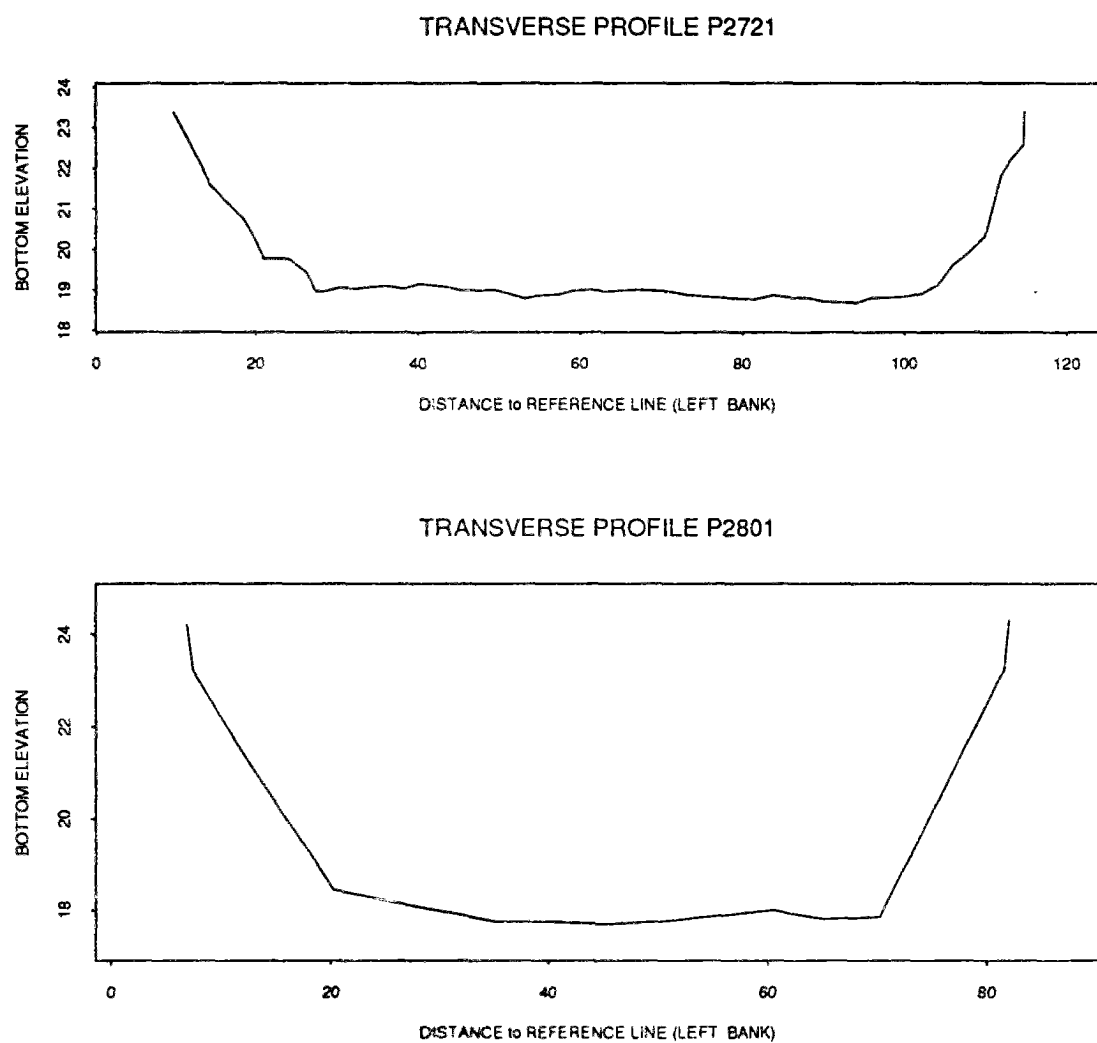 TRANSVERSE PROFILE P2721
BOTTOM ELEVATION
24
23
22
21
20
19
18
0 20 40 60 80 100 120
DISTANCE to REFERENCE LINE (LEFT BANK)
TRANSVERSE PROFILE P2801
BOTTOM ELEVATION
24
22
20
18
0 20 40 60 80
DISTANCE to REFERENCE LINE (LEFT BANK)